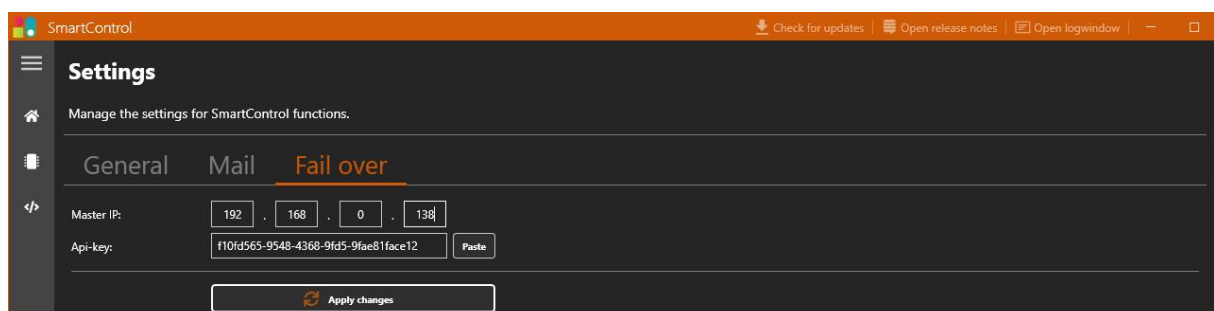 SmartControl Check for updates | Open release notes | Open logwindow |
Settings
Manage the settings for SmartControl functions.
General Mail Fail over
Master IP: 192 . 168 . 0 . 138
Api-key: f10fd565-9548-4368-9fd5-9fae81face12 Paste
Apply changes